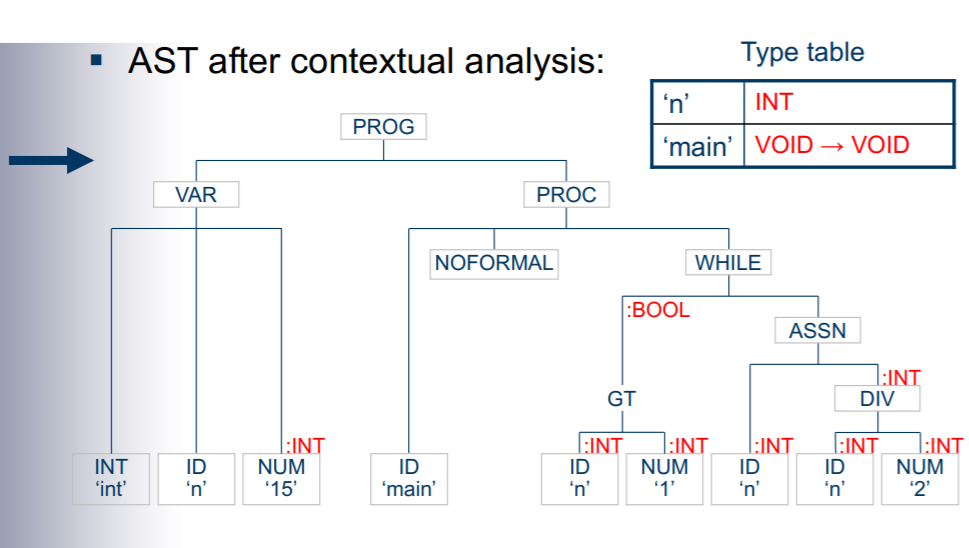 ▪ AST after contextual analysis:
Type table
‘n’ INT
‘main’ VOID → VOID
PROG
VAR PROC
NOFORMAL WHILE
:BOOL
ASSN
:INT
GT DIV
:INT :INT :INT :INT :INT :INT
INT ID NUM ID ID NUM ID ID NUM
‘int’ ‘n’ ‘15’ ‘main’ ‘n’ ‘1’ ‘n’ ‘n’ ‘2’